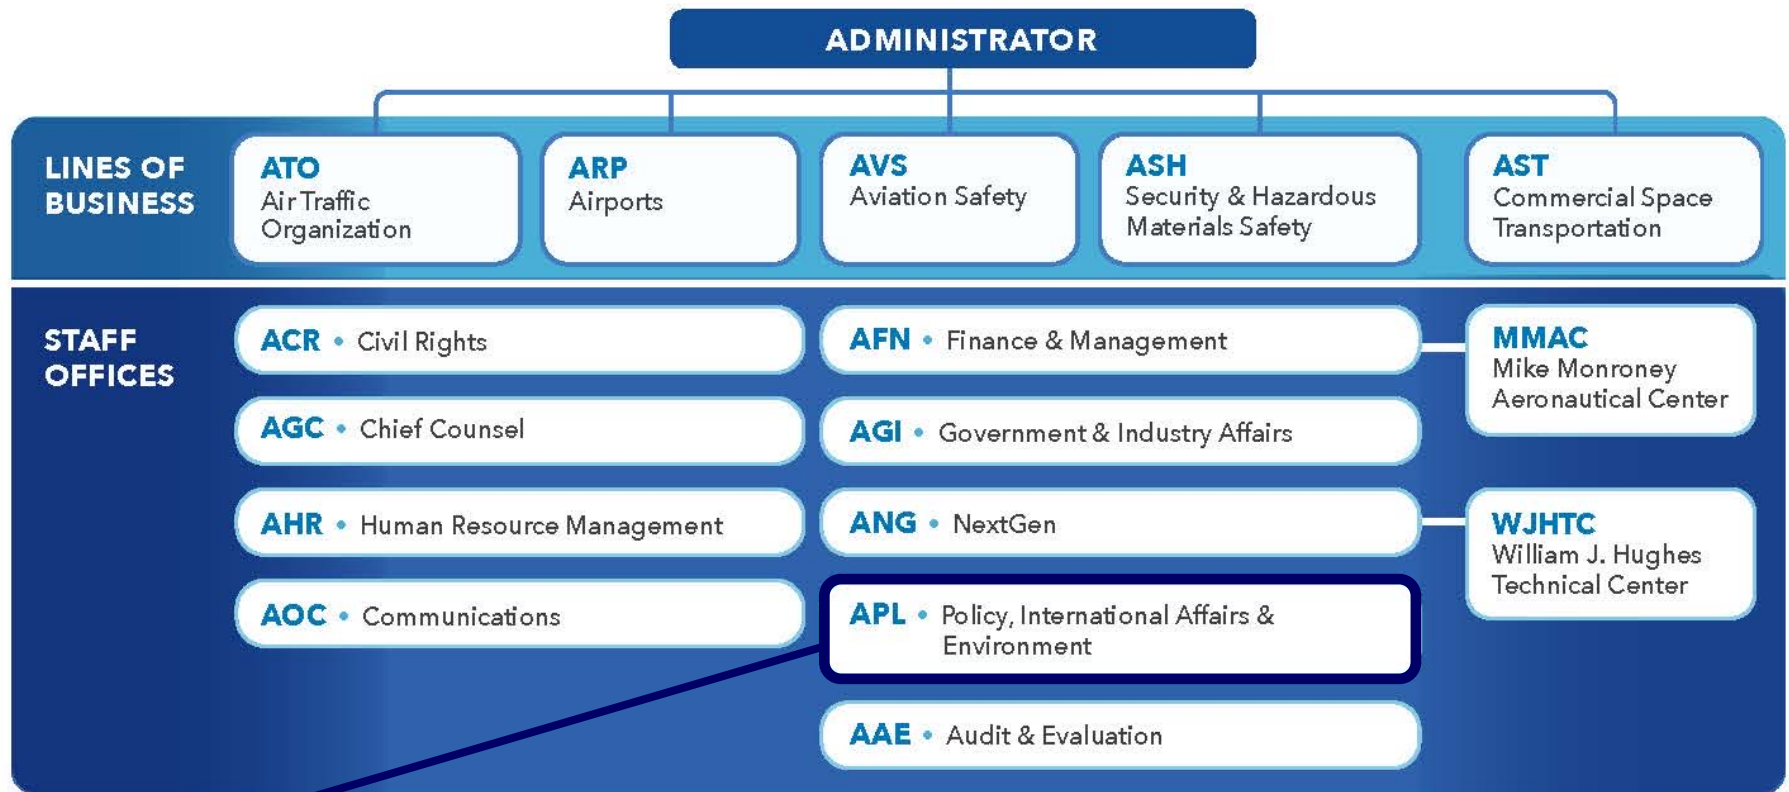 ADMINISTRATOR
LINES OF
BUSINESS
ATO
Air Traffic
Organization
ARP
Airports
AVS
Aviation Safety
ASH
Security & Hazardous
Materials Safety
AST
Commercial Space
Transportation
STAFF
OFFICES
ACR • Civil Rights
AGC • Chief Counsel
AHR • Human Resource Management
AOC • Communications
AFN • Finance & Management
AGI • Government & Industry Affairs
ANG • NextGen
APL • Policy, International Affairs &
Environment
AAE • Audit & Evaluation
MMAC
Mike Monroney
Aeronautical Center
WJHTC
William J. Hughes
Technical Center